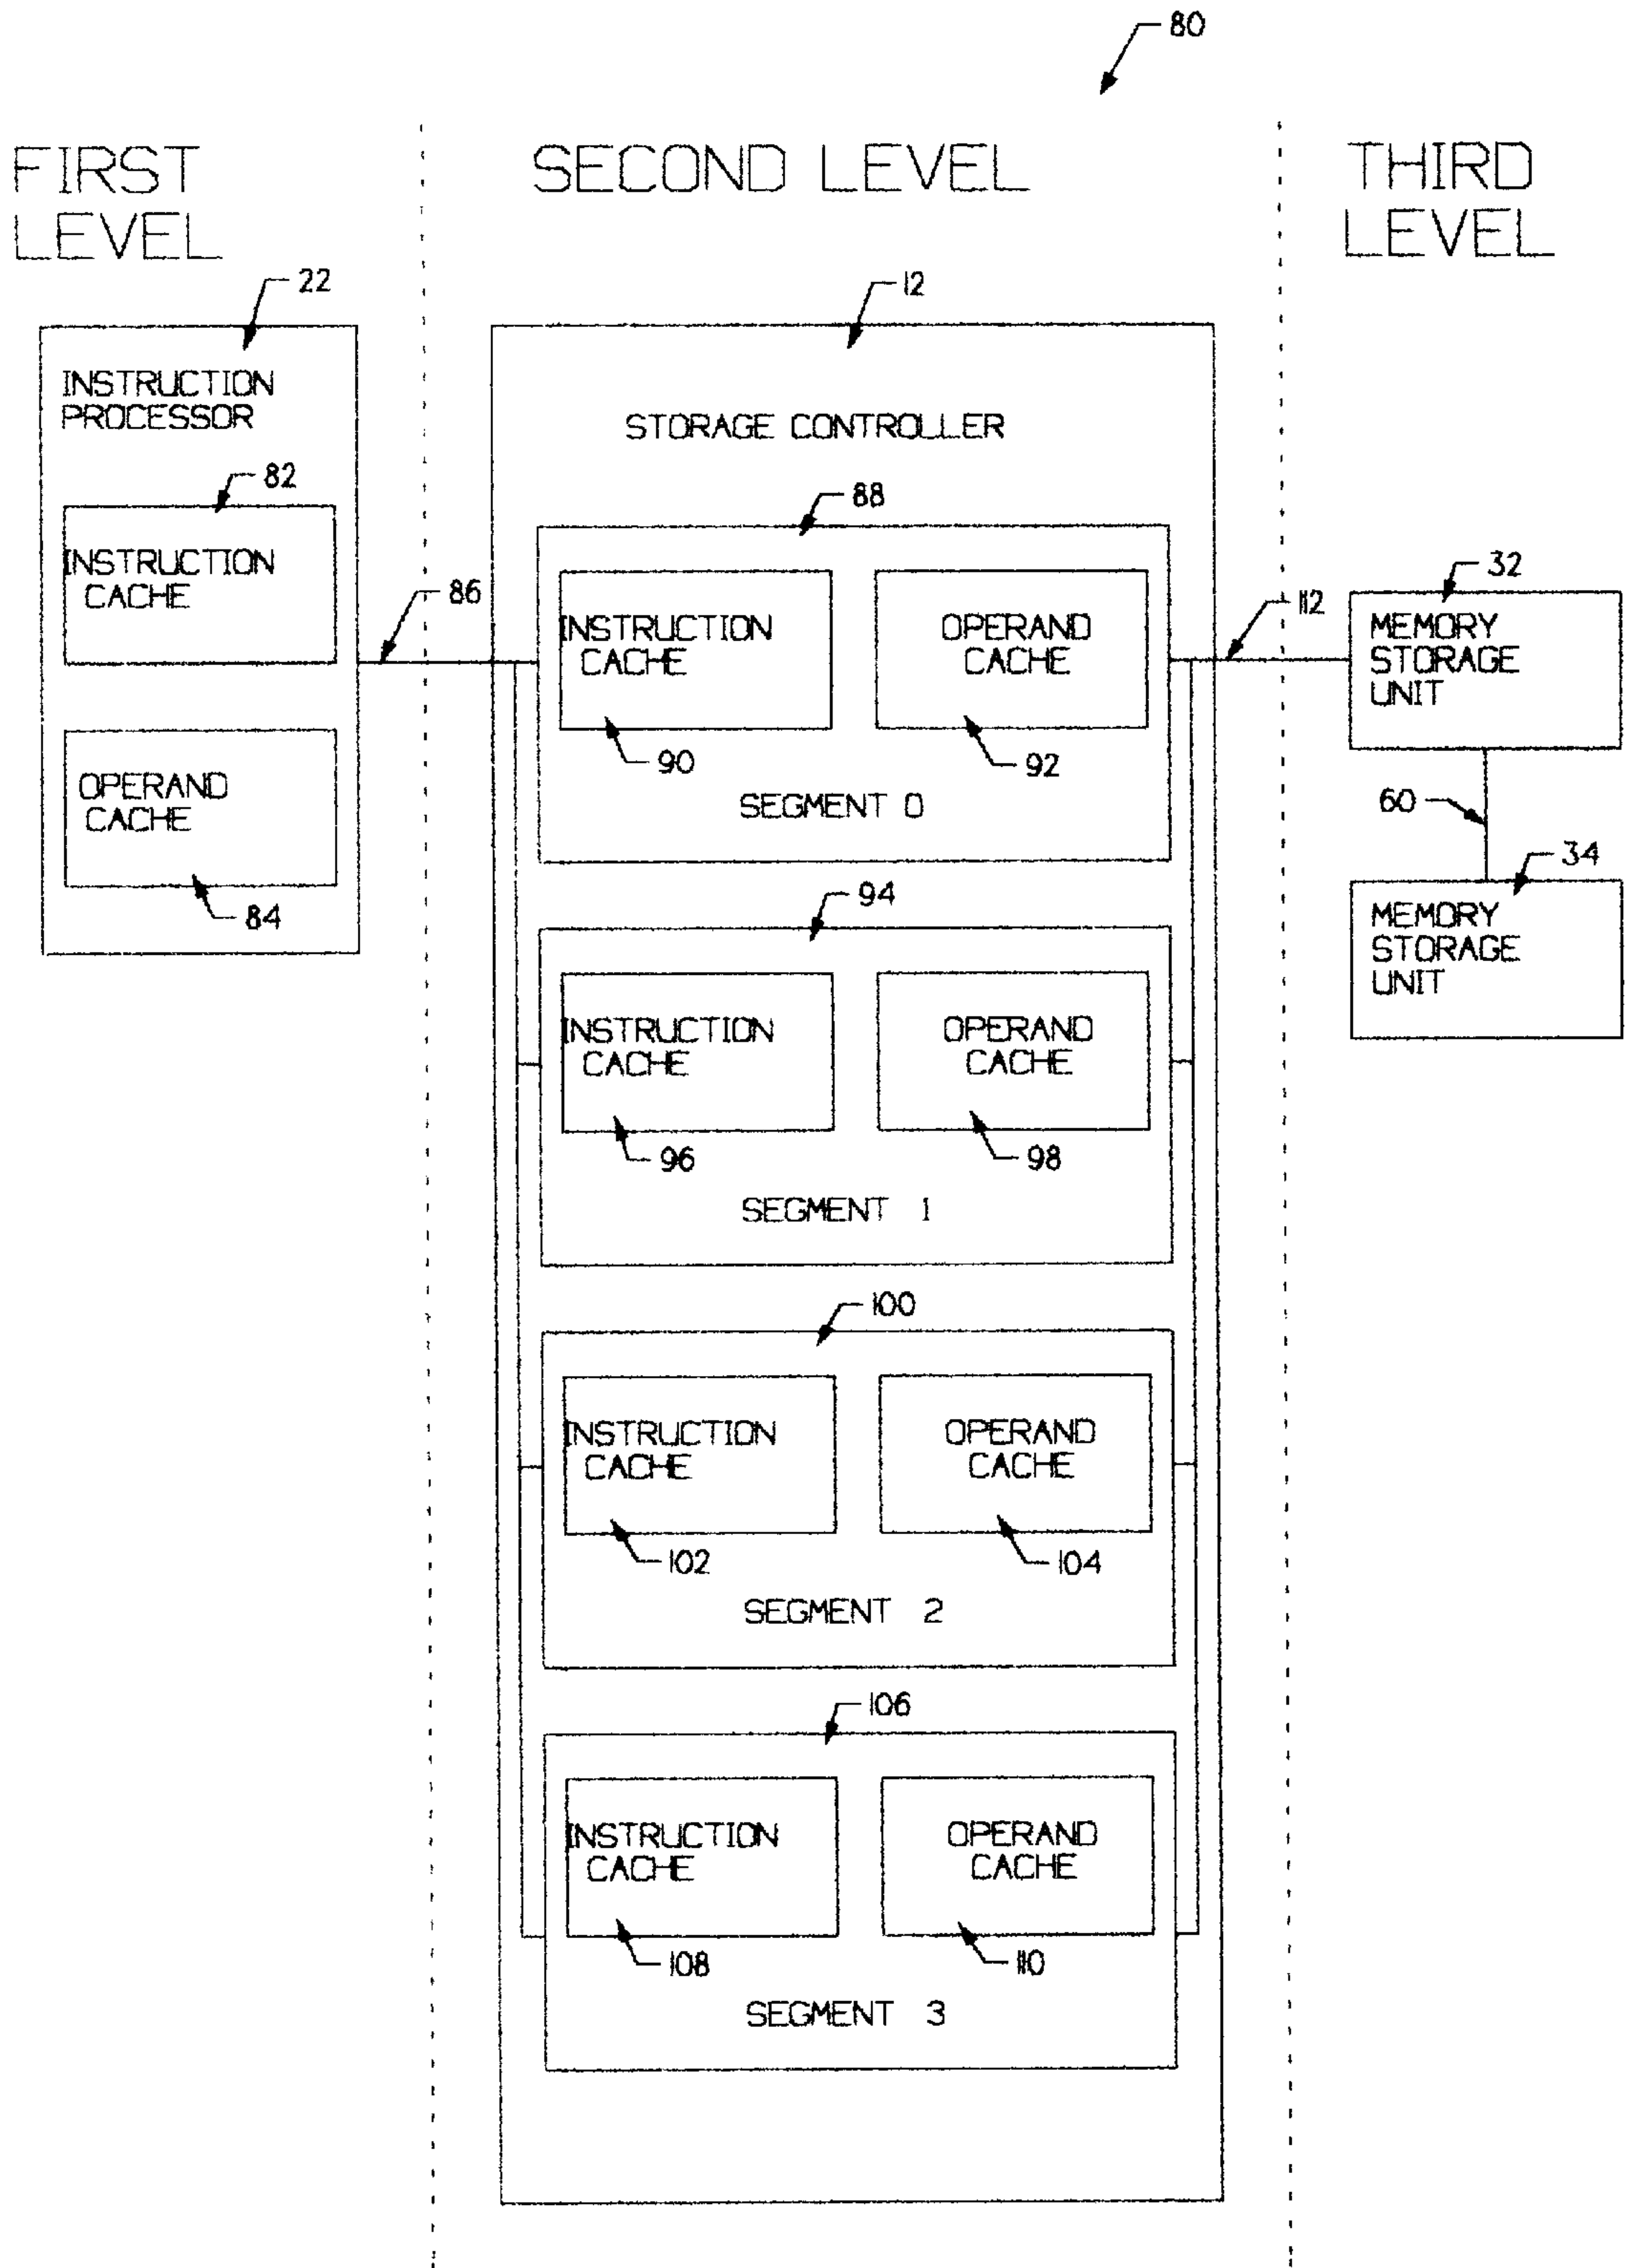 80
FIRST
LEVEL
SECOND LEVEL
THIRD
LEVEL
22
INSTRUCTION
PROCESSOR
82
INSTRUCTION
CACHE
OPERAND
CACHE
84
86
12
STORAGE CONTROLLER
88
INSTRUCTION
CACHE
90
OPERAND
CACHE
92
SEGMENT 0
94
INSTRUCTION
CACHE
96
OPERAND
CACHE
98
SEGMENT 1
100
INSTRUCTION
CACHE
102
OPERAND
CACHE
104
SEGMENT 2
106
INSTRUCTION
CACHE
108
OPERAND
CACHE
110
SEGMENT 3
112
32
MEMORY
STORAGE
UNIT
60
34
MEMORY
STORAGE
UNIT